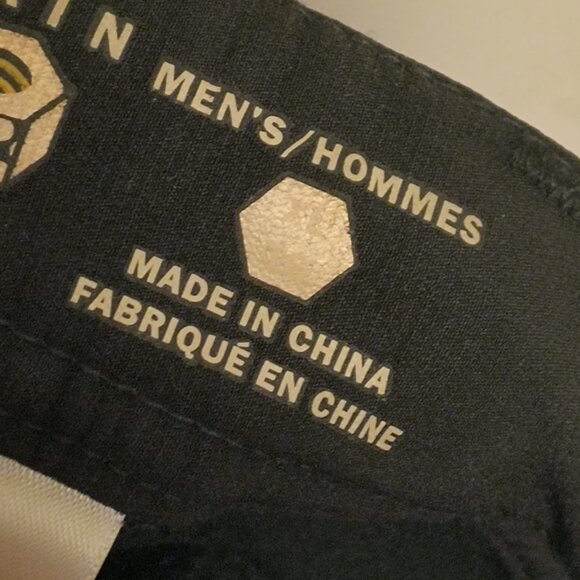 MEN'S/HOMMES
MADE IN CHINA
FABRIQUÉ EN CHINE